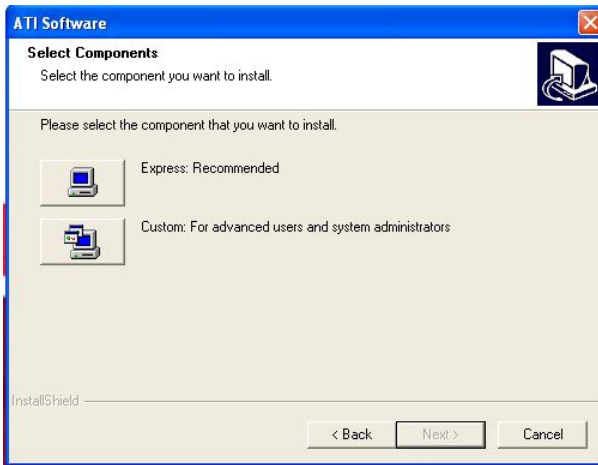 ATI Software
Select Components
Select the component you want to install.
Please select the component that you want to install.
Express: Recommended
Custom: For advanced users and system administrators
InstallShield
< Back
Next >
Cancel